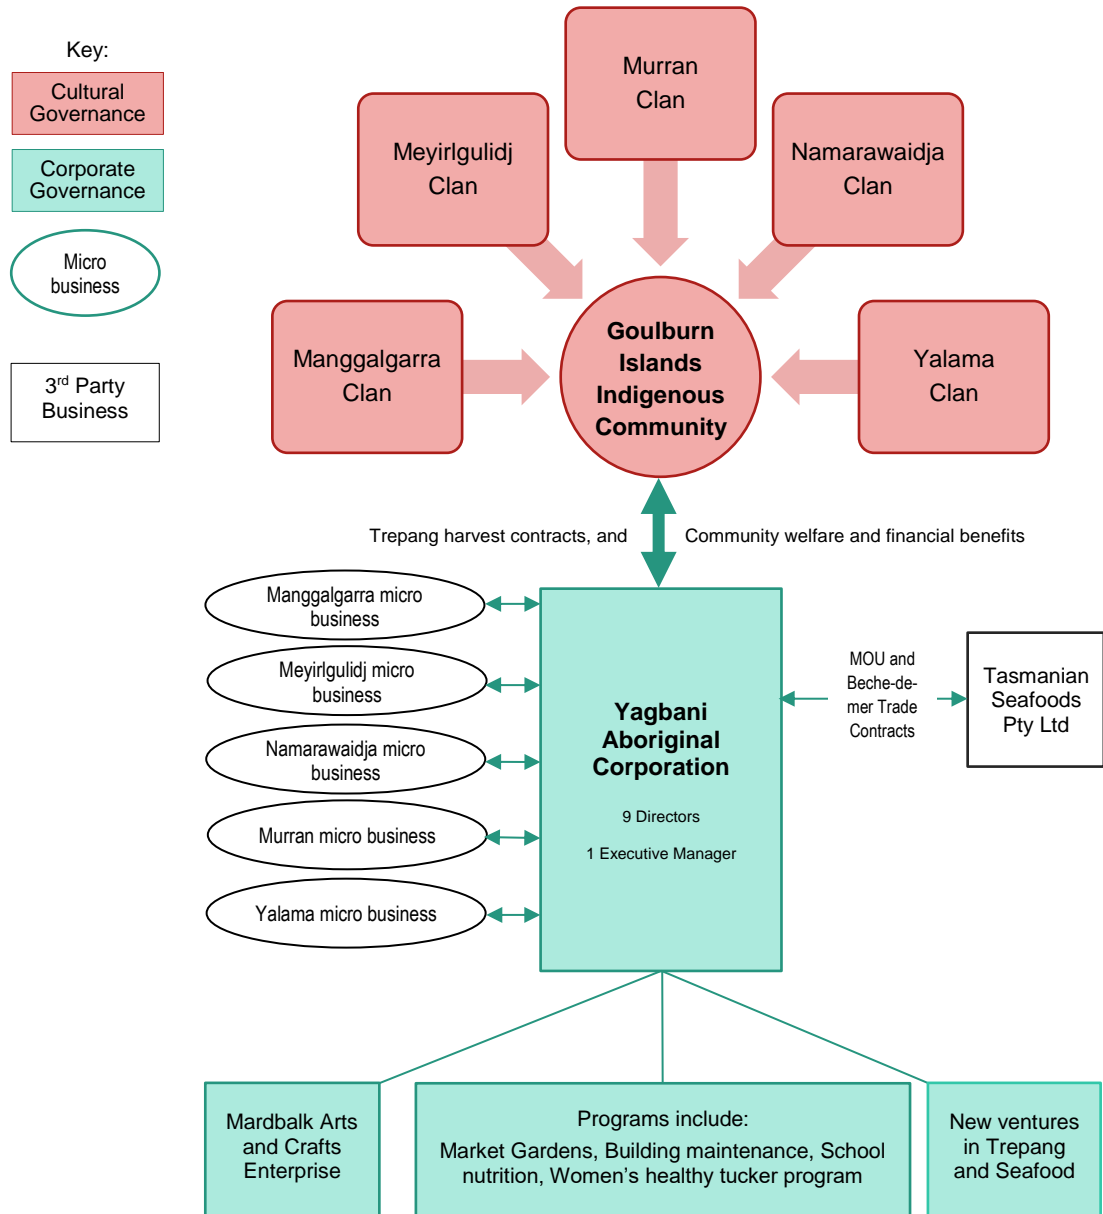 Key:
Cultural
Governance
Corporate
Governance
Micro
business
3rd Party
Business
Murran
Clan
Meyirlgulidj
Clan
Namarawaidja
Clan
Manggalgarra
Clan
Goulburn
Islands
Indigenous
Community
Yalama
Clan
Trepang harvest contracts, and
Community welfare and financial benefits
Manggalgarra micro
business
Meyirlgulidj micro
business
Namarawaidja micro
business
Murran micro business
Yalama micro business
Yagbani
Aboriginal
Corporation
9 Directors
1 Executive Manager
MOU and
Beche-de-
mer Trade
Contracts
Tasmanian
Seafoods
Pty Ltd
Mardbalk Arts
and Crafts
Enterprise
Programs include:
Market Gardens, Building maintenance, School
nutrition, Women’s healthy tucker program
New ventures
in Trepang
and Seafood